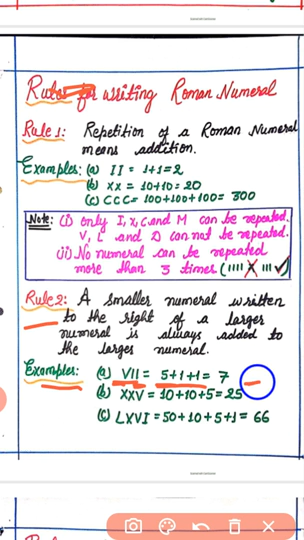 Rules for writing Roman Numeral
Rule 1: Repetition of a Roman Numeral
means addition.
Examples: (a) II = 1+1=2
(b) XX = 10+10=20
(c) CCC= 100+100+100= 300
Note: (i) Only I, X, C and M can be repeated.
V, L and D can not be repeated.
(ii) No numeral can be repeated
more than 3 times (IIII X III ✓)
Rule 2: A smaller numeral written
to the right of a larger
numeral is always added to
the larger numeral.
Examples: (a) VII = 5+1+1= 7
(b) XXV = 10+10+5=25
(c) LXVI = 50+10+5+1= 66